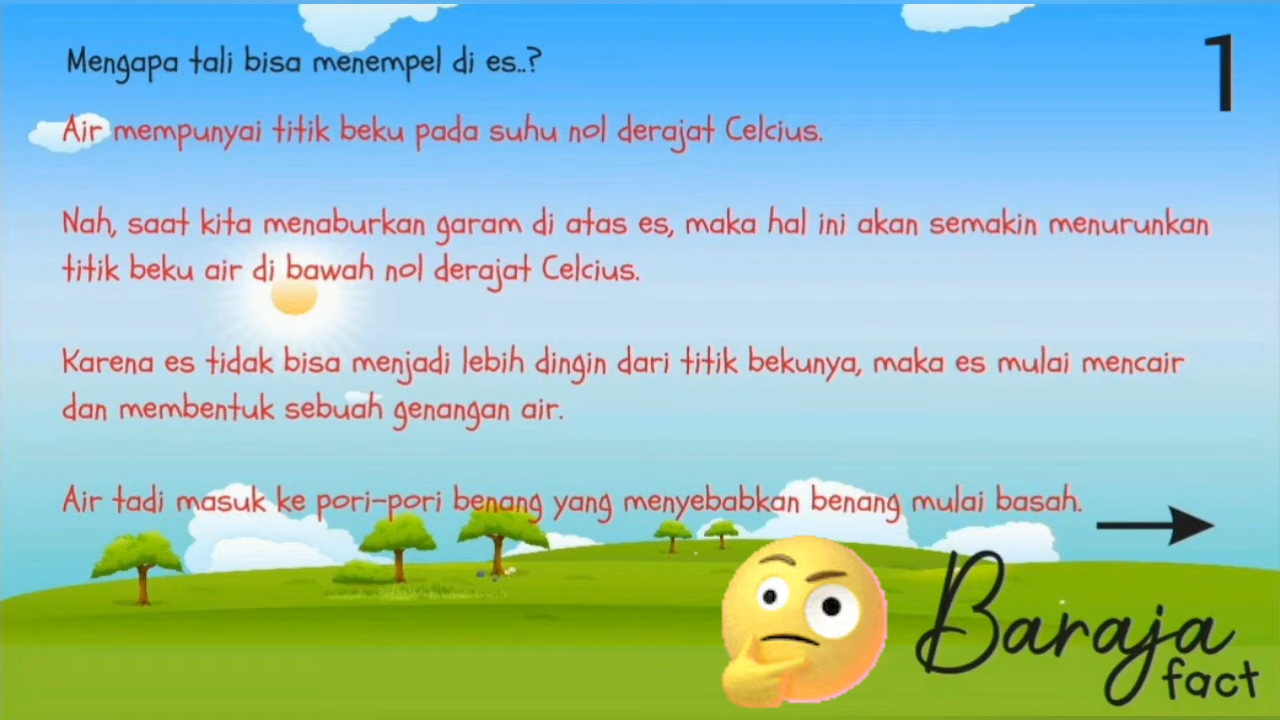 Mengapa tali bisa menempel di es..?
1
Air mempunyai titik beku pada suhu nol derajat Celcius.
Nah, saat kita menaburkan garam di atas es, maka hal ini akan semakin menurunkan
titik beku air di bawah nol derajat Celcius.
Karena es tidak bisa menjadi lebih dingin dari titik bekunya, maka es mulai mencair
dan membentuk sebuah genangan air.
Air tadi masuk ke pori-pori benang yang menyebabkan benang mulai basah.
Baraja
fact